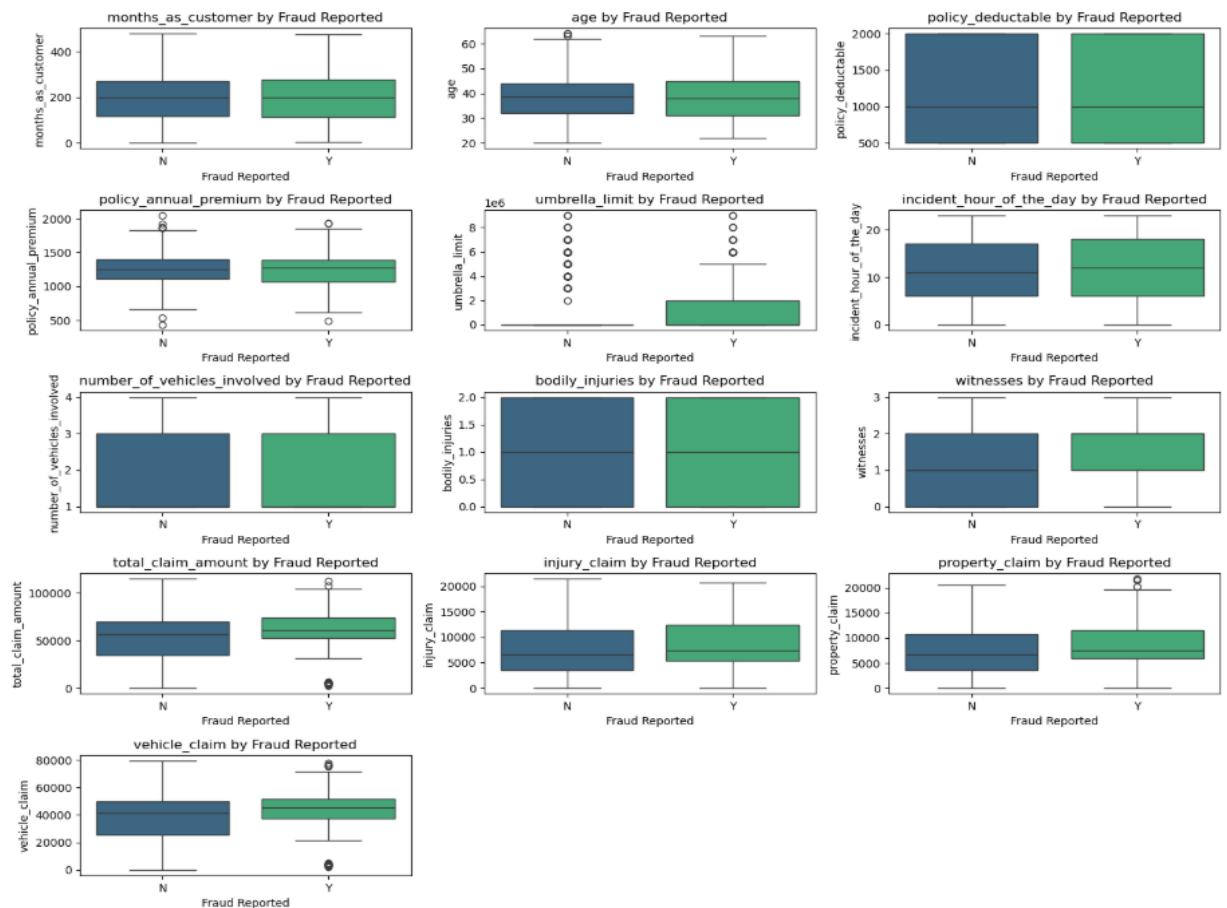 months_as_customer by Fraud Reported
months_as_customer
400
200
0
N
Y
Fraud Reported
age by Fraud Reported
age
60
50
40
30
20
N
Y
Fraud Reported
policy_deductable by Fraud Reported
policy_deductable
2000
1500
1000
500
N
Y
Fraud Reported
policy_annual_premium by Fraud Reported
policy_annual_premium
2000
1500
1000
500
N
Y
Fraud Reported
umbrella_limit by Fraud Reported
1e6
umbrella_limit
8
6
4
2
0
N
Y
Fraud Reported
incident_hour_of_the_day by Fraud Reported
incident_hour_of_the_day
20
10
0
N
Y
Fraud Reported
number_of_vehicles_involved by Fraud Reported
number_of_vehicles_involved
4
3
2
1
N
Y
Fraud Reported
bodily_injuries by Fraud Reported
bodily_injuries
2.0
1.5
1.0
0.5
0.0
N
Y
Fraud Reported
witnesses by Fraud Reported
witnesses
3
2
1
0
N
Y
Fraud Reported
total_claim_amount by Fraud Reported
total_claim_amount
100000
50000
0
N
Y
Fraud Reported
injury_claim by Fraud Reported
injury_claim
20000
15000
10000
5000
0
N
Y
Fraud Reported
property_claim by Fraud Reported
property_claim
20000
15000
10000
5000
0
N
Y
Fraud Reported
vehicle_claim by Fraud Reported
vehicle_claim
80000
60000
40000
20000
0
N
Y
Fraud Reported